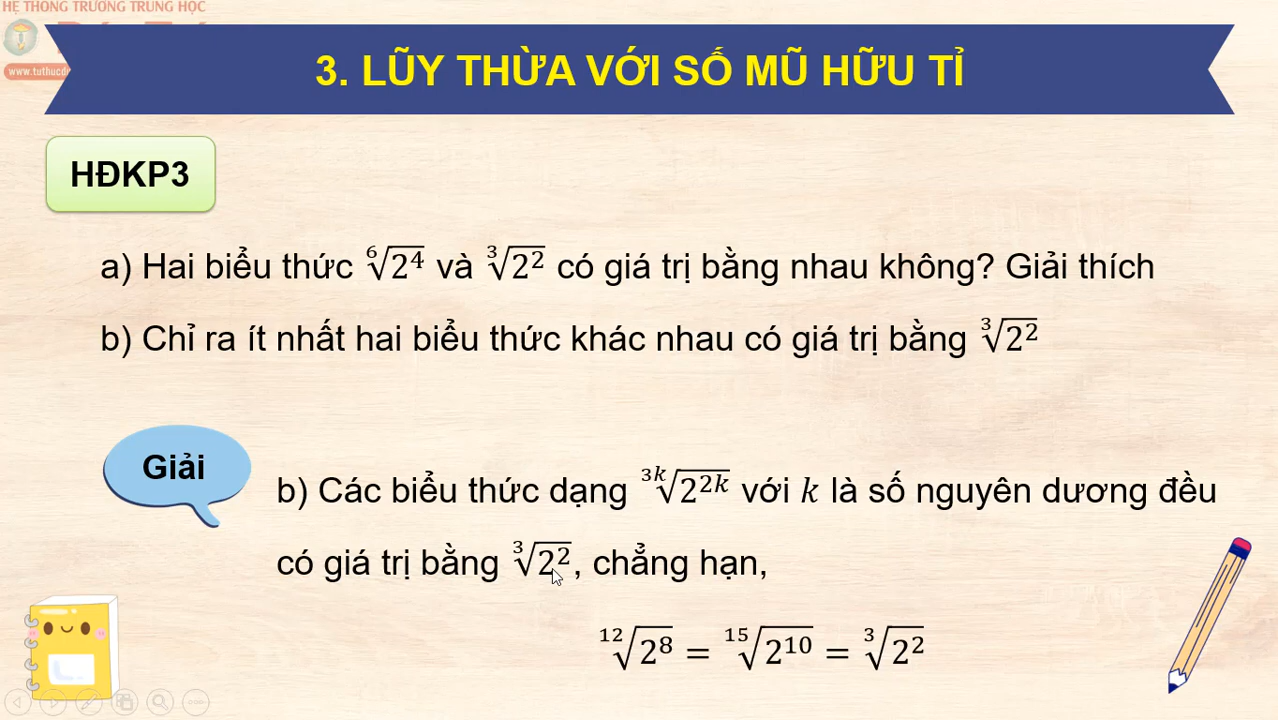 HỆ THỐNG TRƯỜNG TRUNG HỌC
3. LŨY THỪA VỚI SỐ MŨ HỮU TỈ
HĐKP3
a) Hai biểu thức ⁶√2⁴ và ³√2² có giá trị bằng nhau không? Giải thích
b) Chỉ ra ít nhất hai biểu thức khác nhau có giá trị bằng ³√2²
Giải
b) Các biểu thức dạng ³ᵏ√2²ᵏ với k là số nguyên dương đều
có giá trị bằng ³√2², chẳng hạn,
¹²√2⁸ = ¹⁵√2¹⁰ = ³√2²